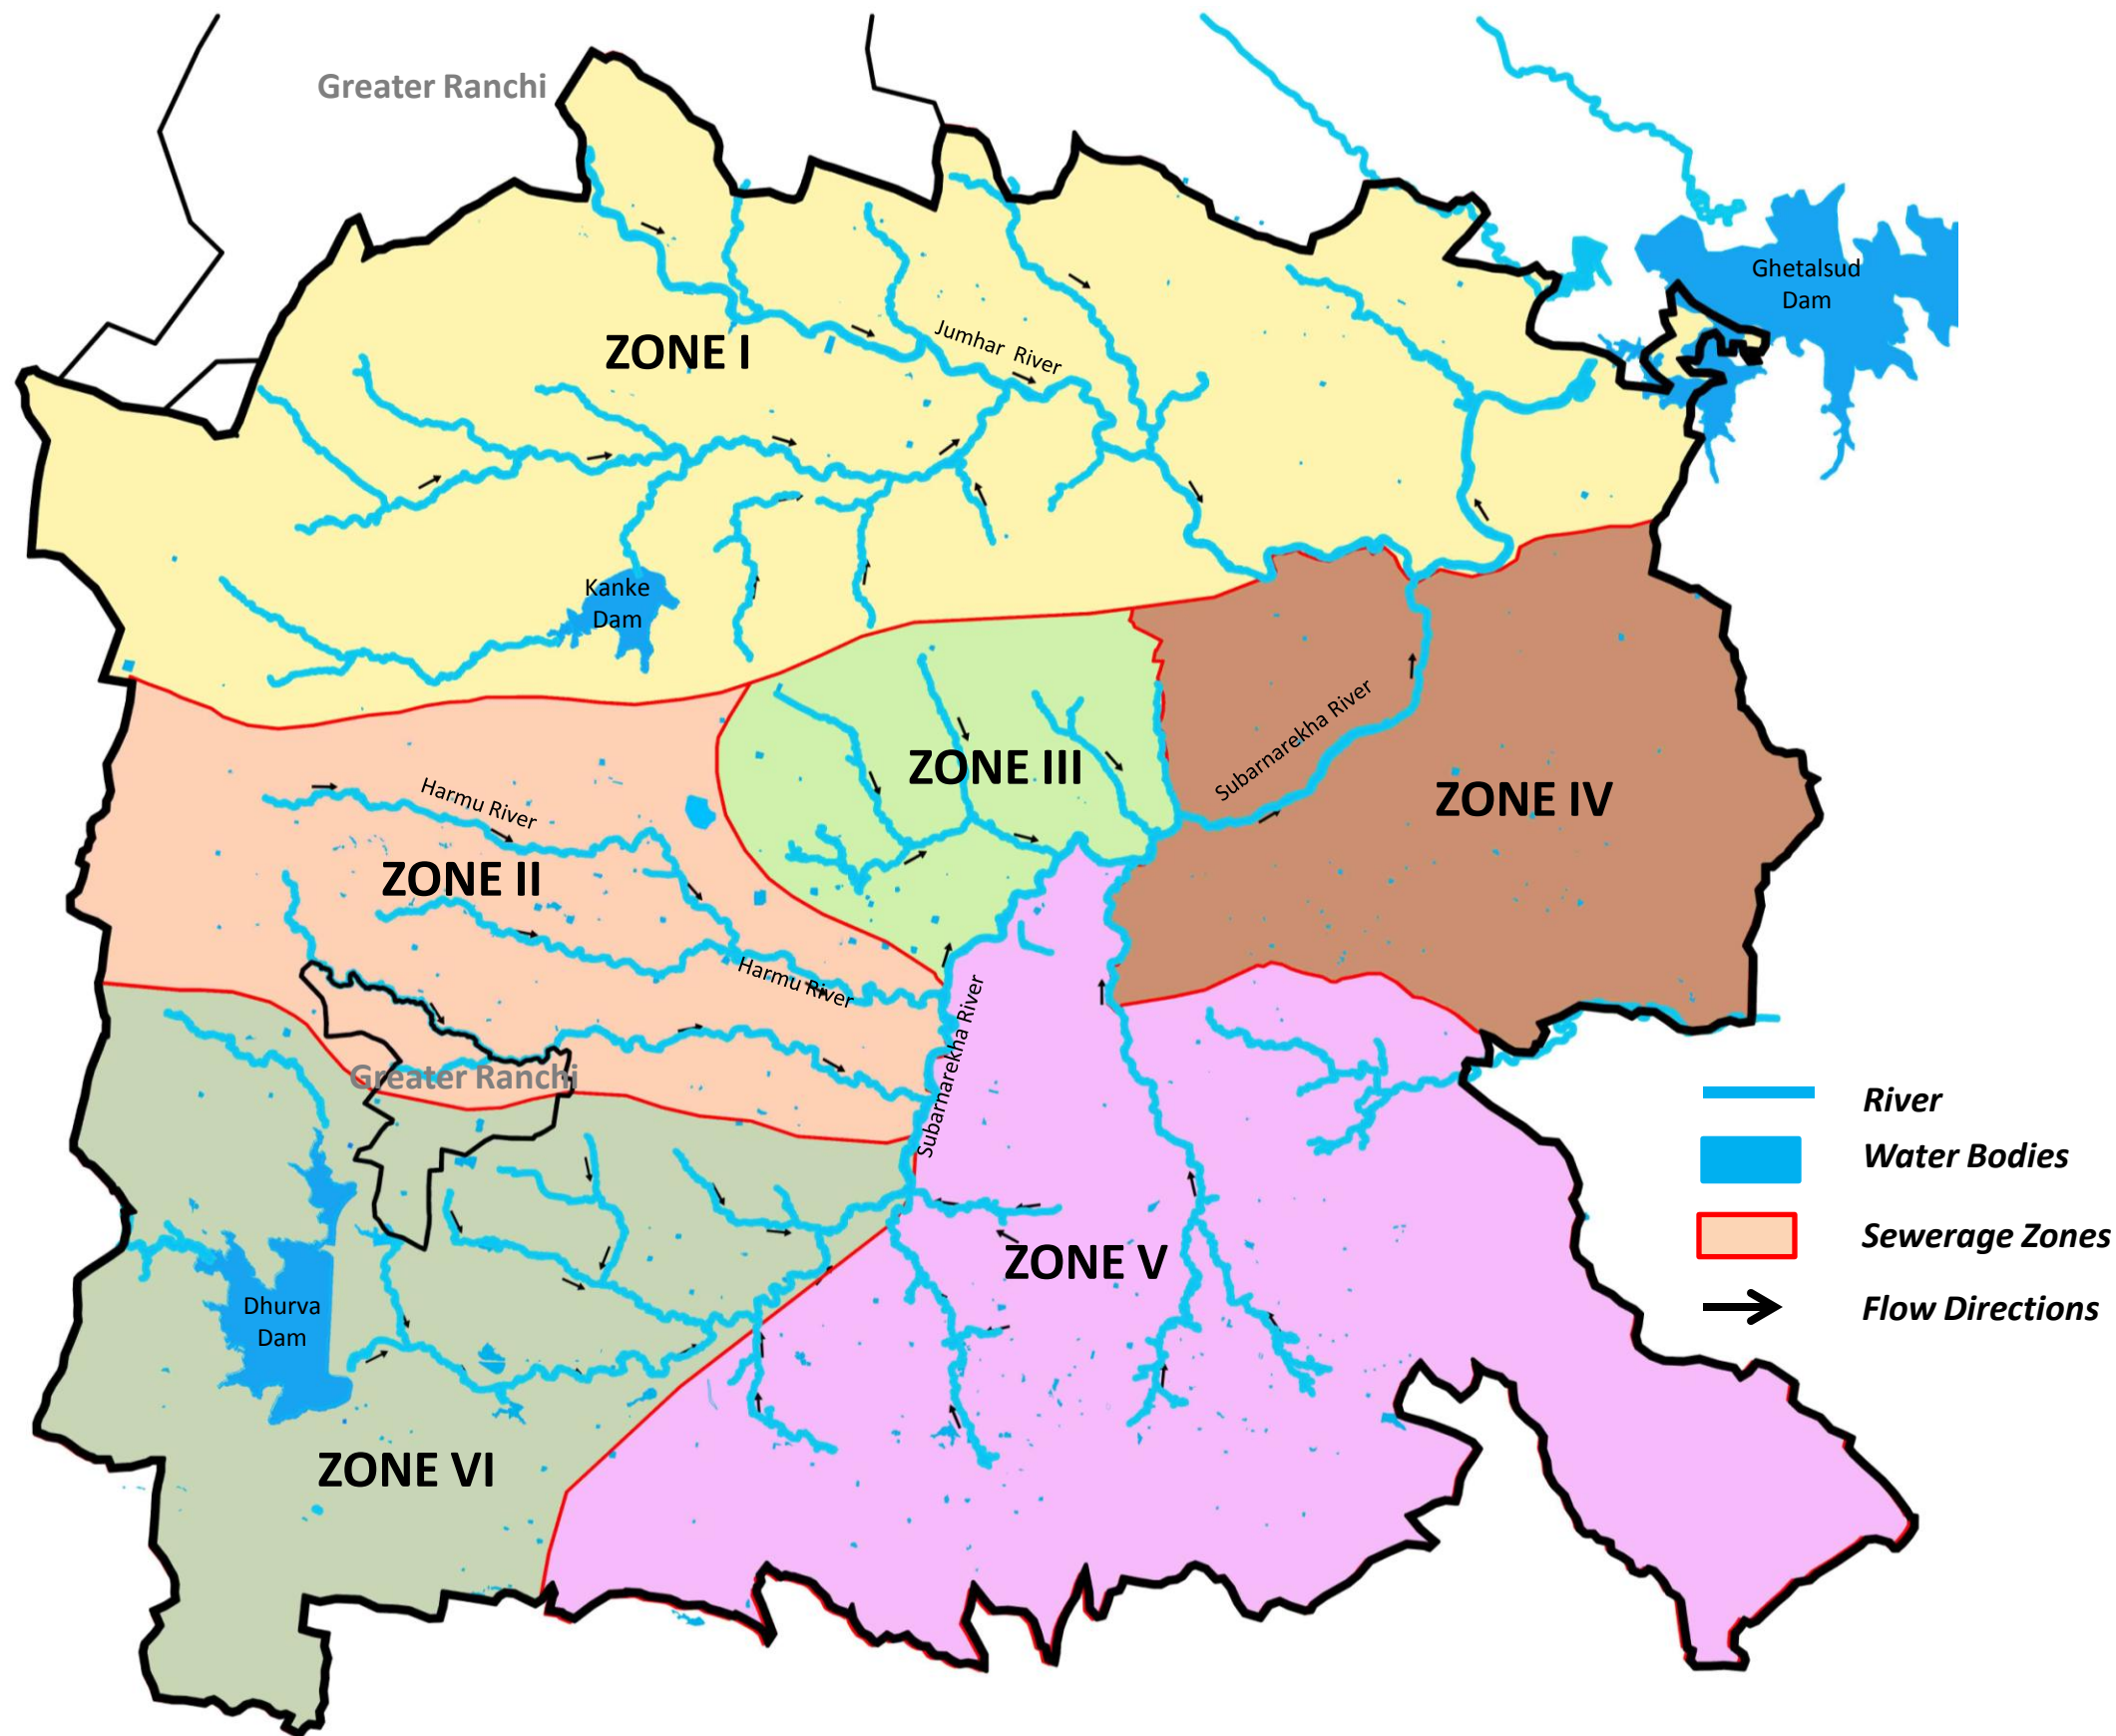 Greater Ranchi
Ghetalsud
Dam
Jumhar River
ZONE I
Kanke
Dam
Subarnarekha River
ZONE III
Harmu River
ZONE IV
ZONE II
Harmu River
Subarnarekha River
Greater Ranchi
River
Water Bodies
ZONE V
Sewerage Zones
Dhurva
Dam
Flow Directions
ZONE VI